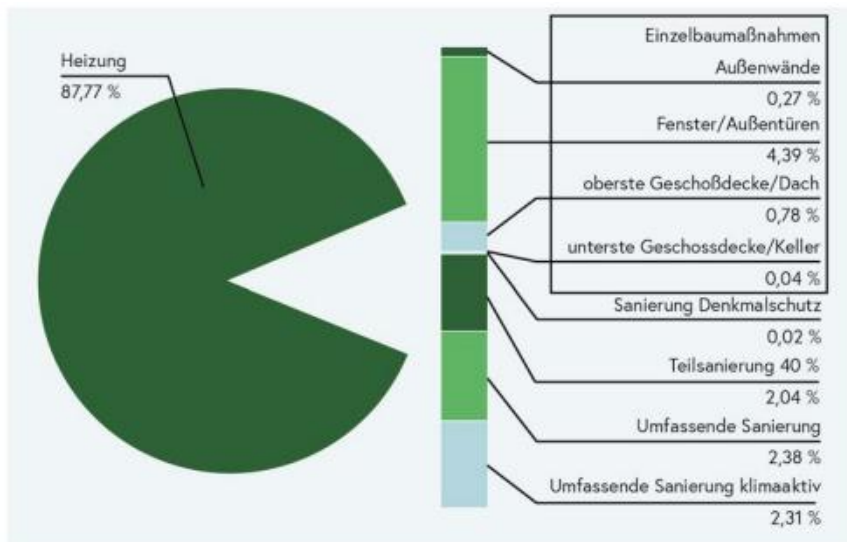 Heizung
87,77 %
Einzelbaumaßnahmen
Außenwände
0,27 %
Fenster/Außentüren
4,39 %
oberste Geschoßdecke/Dach
0,78 %
unterste Geschossdecke/Keller
0,04 %
Sanierung Denkmalschutz
0,02 %
Teilsanierung 40 %
2,04 %
Umfassende Sanierung
2,38 %
Umfassende Sanierung klimaaktiv
2,31 %